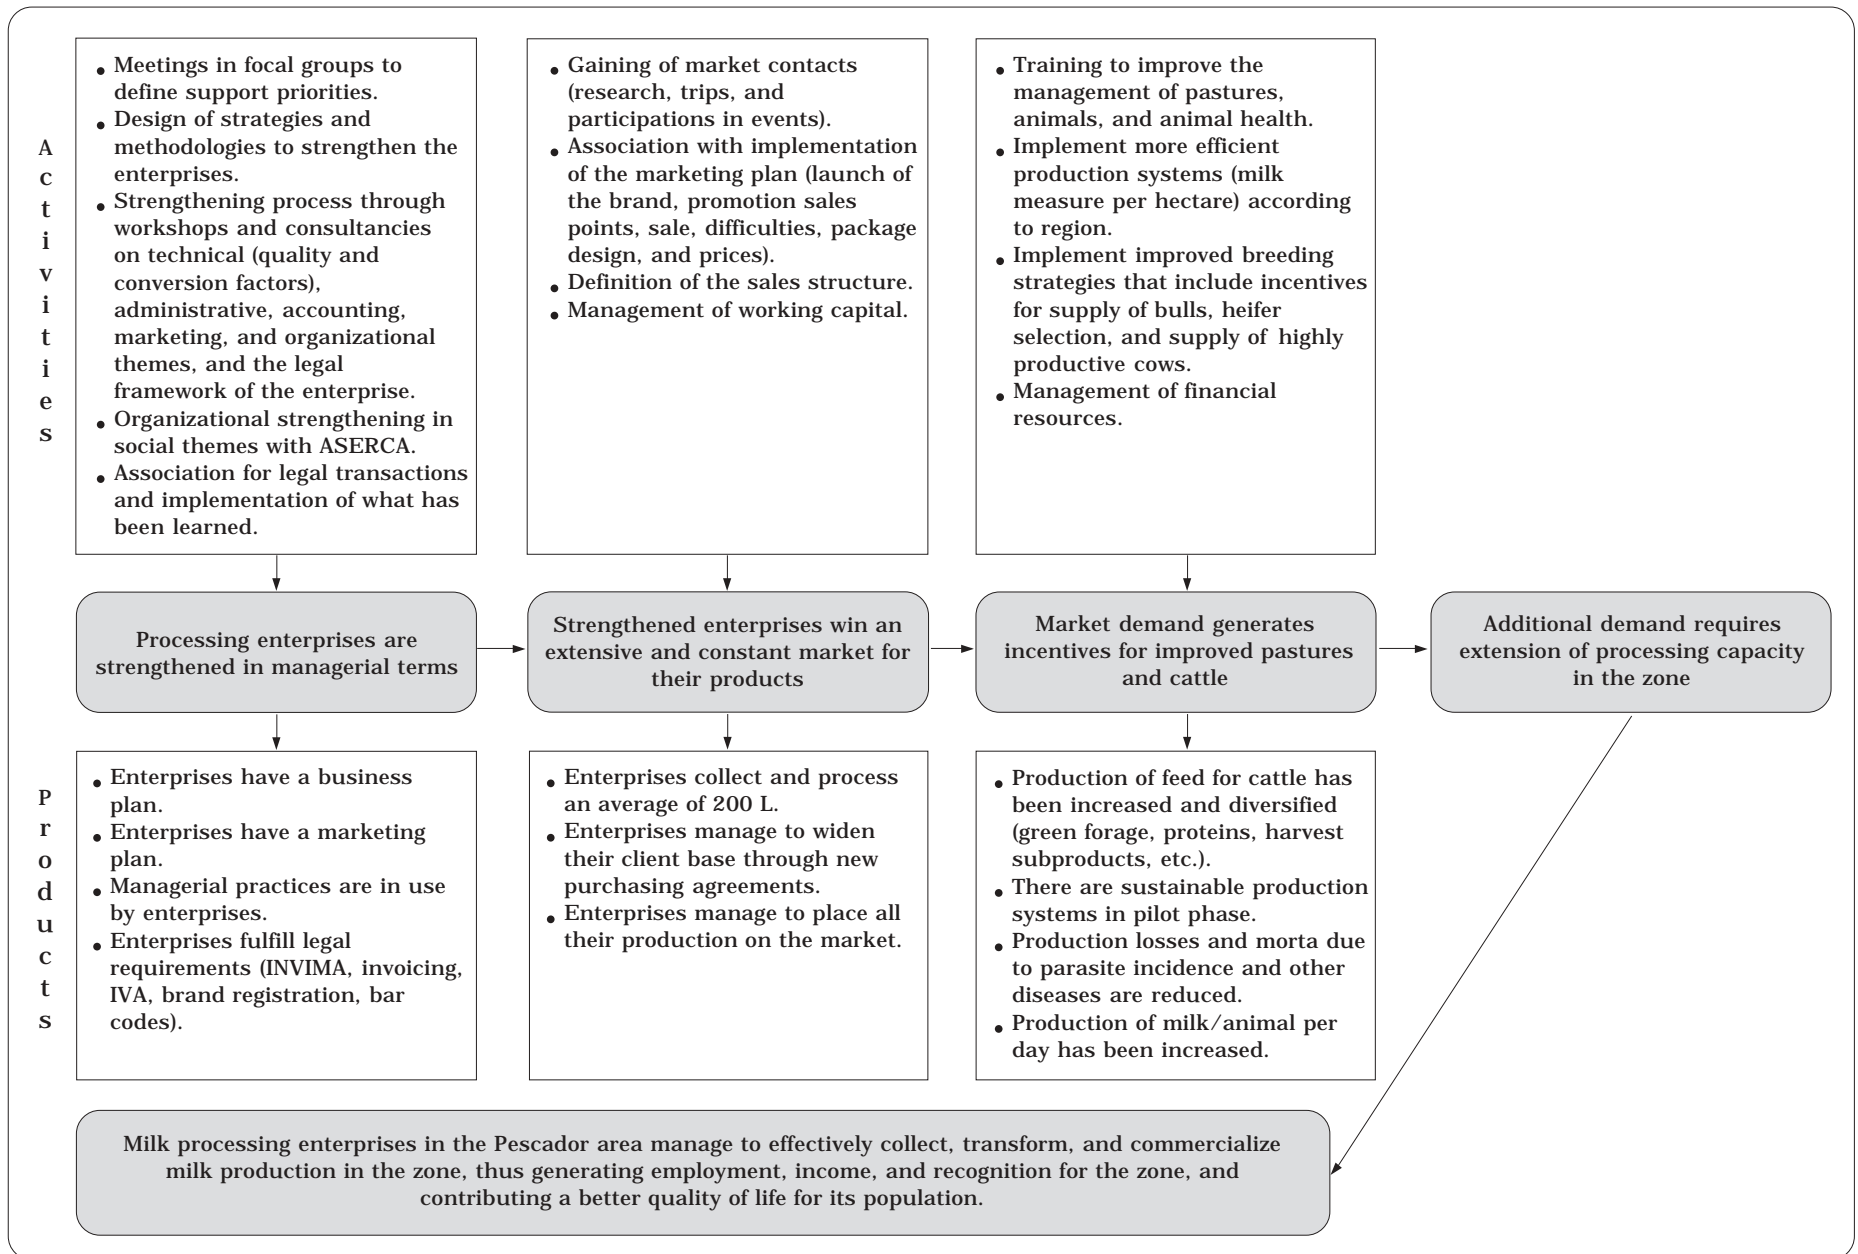 Activities
• Meetings in focal groups to
define support priorities.
• Design of strategies and
methodologies to strengthen the
enterprises.
• Strengthening process through
workshops and consultancies
on technical (quality and
conversion factors),
administrative, accounting,
marketing, and organizational
themes, and the legal
framework of the enterprise.
• Organizational strengthening in
social themes with ASERCA.
• Association for legal transactions
and implementation of what has
been learned.
• Gaining of market contacts
(research, trips, and
participations in events).
• Association with implementation
of the marketing plan (launch of
the brand, promotion sales
points, sale, difficulties, package
design, and prices).
• Definition of the sales structure.
• Management of working capital.
• Training to improve the
management of pastures,
animals, and animal health.
• Implement more efficient
production systems (milk
measure per hectare) according
to region.
• Implement improved breeding
strategies that include incentives
for supply of bulls, heifer
selection, and supply of highly
productive cows.
• Management of financial
resources.
Processing enterprises are
strengthened in managerial terms
Strengthened enterprises win an
extensive and constant market for
their products
Market demand generates
incentives for improved pastures
and cattle
Additional demand requires
extension of processing capacity
in the zone
Products
• Enterprises have a business
plan.
• Enterprises have a marketing
plan.
• Managerial practices are in use
by enterprises.
• Enterprises fulfill legal
requirements (INVIMA, invoicing,
IVA, brand registration, bar
codes).
• Enterprises collect and process
an average of 200 L.
• Enterprises manage to widen
their client base through new
purchasing agreements.
• Enterprises manage to place all
their production on the market.
• Production of feed for cattle has
been increased and diversified
(green forage, proteins, harvest
subproducts, etc.).
• There are sustainable production
systems in pilot phase.
• Production losses and morta due
to parasite incidence and other
diseases are reduced.
• Production of milk/animal per
day has been increased.
Milk processing enterprises in the Pescador area manage to effectively collect, transform, and commercialize
milk production in the zone, thus generating employment, income, and recognition for the zone, and
contributing a better quality of life for its population.